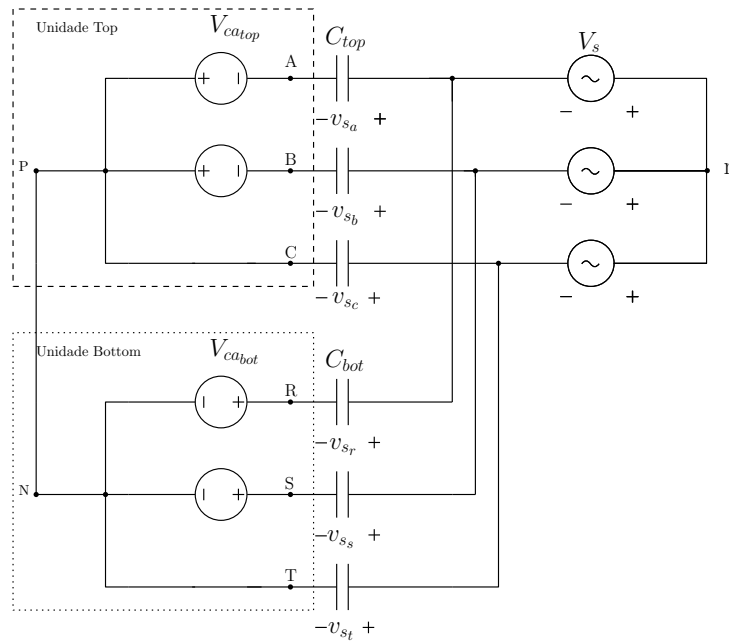 Unidade Top
V_{ca_{top}}
A
C_{top}
V_s
+
−v_{s_a} +
− +
P
B
+
−v_{s_b} +
− +
C
−v_{s_c} +
− +
Unidade Bottom
V_{ca_{bot}}
C_{bot}
R
+
−v_{s_r} +
N
S
+
−v_{s_s} +
T
−v_{s_t} +